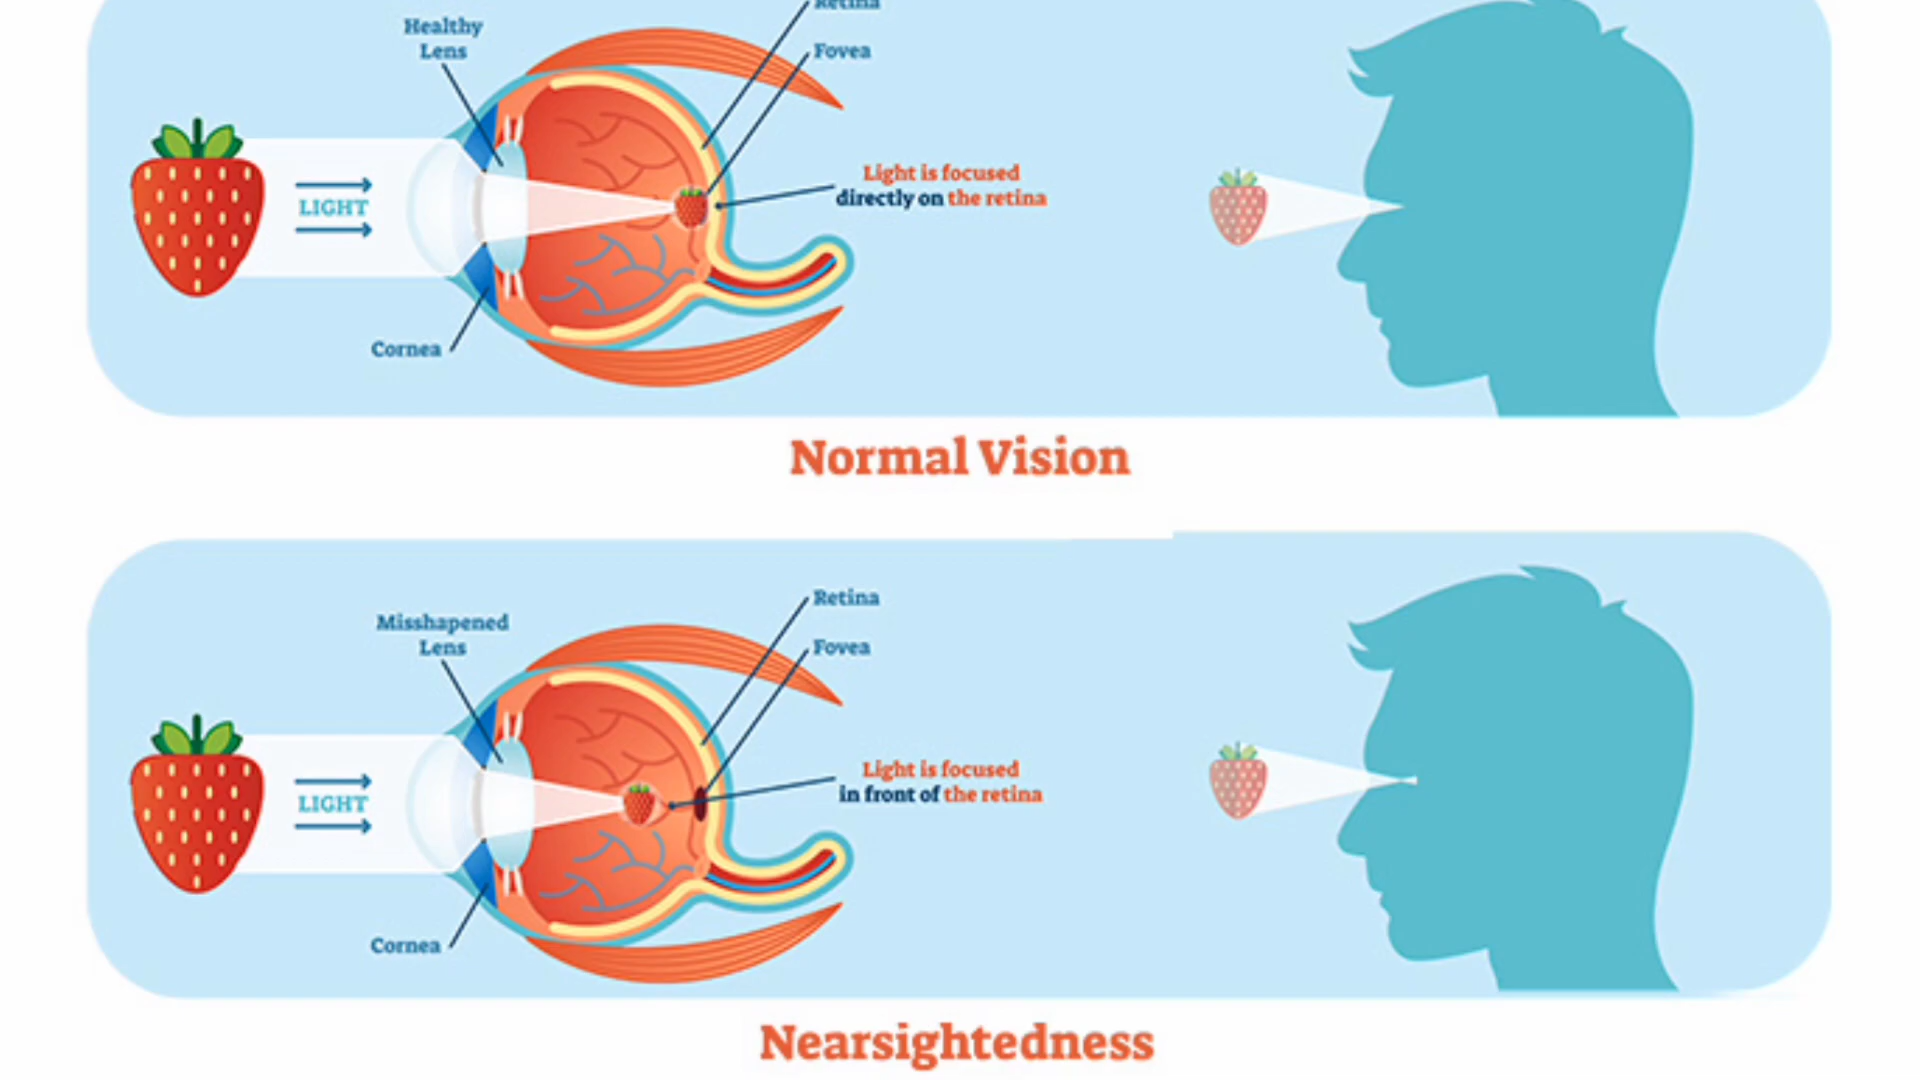 Retina
Healthy
Lens
Fovea
Light is focused
directly on the retina
LIGHT
Cornea
Normal Vision
Retina
Misshapened
Lens
Fovea
Light is focused
in front of the retina
LIGHT
Cornea
Nearsightedness